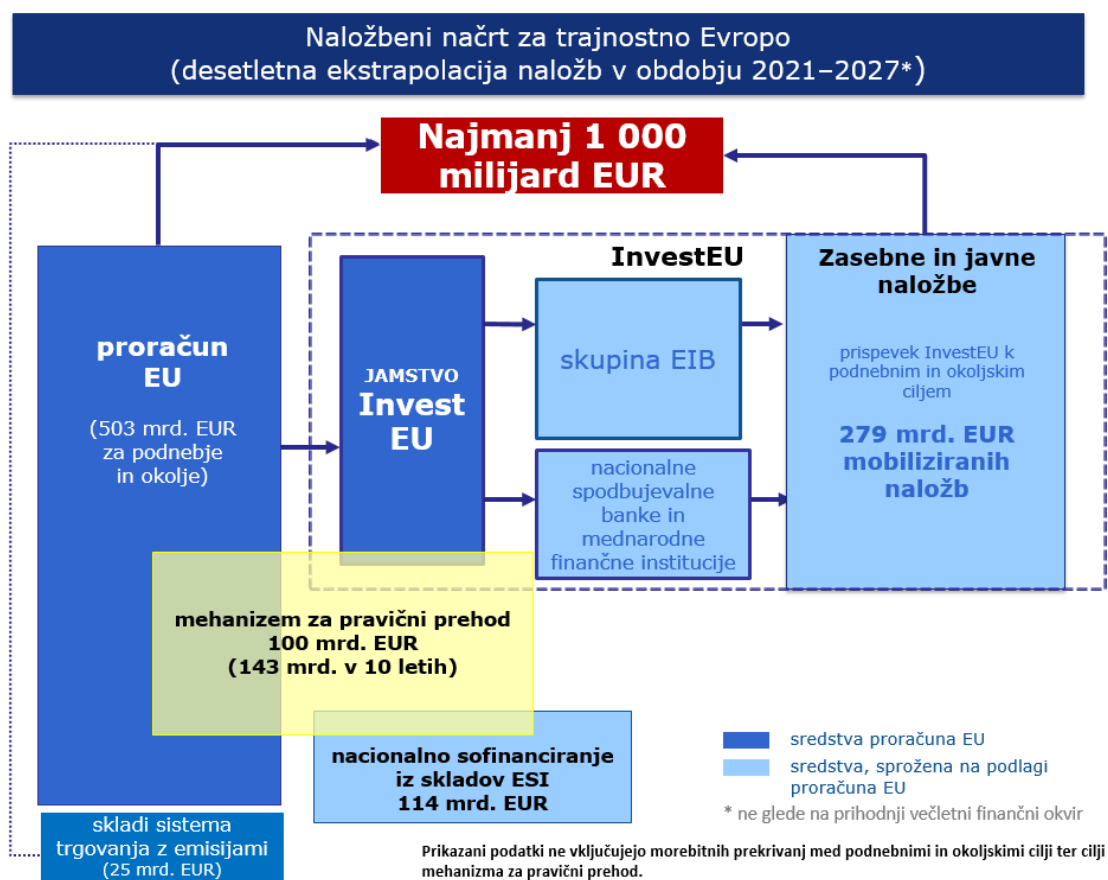 Naložbeni načrt za trajnostno Evropo
(desetletna ekstrapolacija naložb v obdobju 2021–2027*)
Najmanj 1 000
milijard EUR
proračun
EU
(503 mrd. EUR
za podnebje
in okolje)
InvestEU
JAMSTVO
Invest
EU
skupina EIB
nacionalne
spodbujevalne
banke in
mednarodne
finančne institucije
Zasebne in javne
naložbe
prispevek InvestEU k
podnebnim in okoljskim
ciljem
279 mrd. EUR
mobiliziranih
naložb
mehanizem za pravični prehod
100 mrd. EUR
(143 mrd. v 10 letih)
nacionalno sofinanciranje
iz skladov ESI
114 mrd. EUR
skladi sistema
trgovanja z emisijami
(25 mrd. EUR)
sredstva proračuna EU
sredstva, sprožena na podlagi
proračuna EU
* ne glede na prihodnji večletni finančni okvir
Prikazani podatki ne vključujejo morebitnih prekrivanj med podnebnimi in okoljskimi cilji ter cilji
mehanizma za pravični prehod.